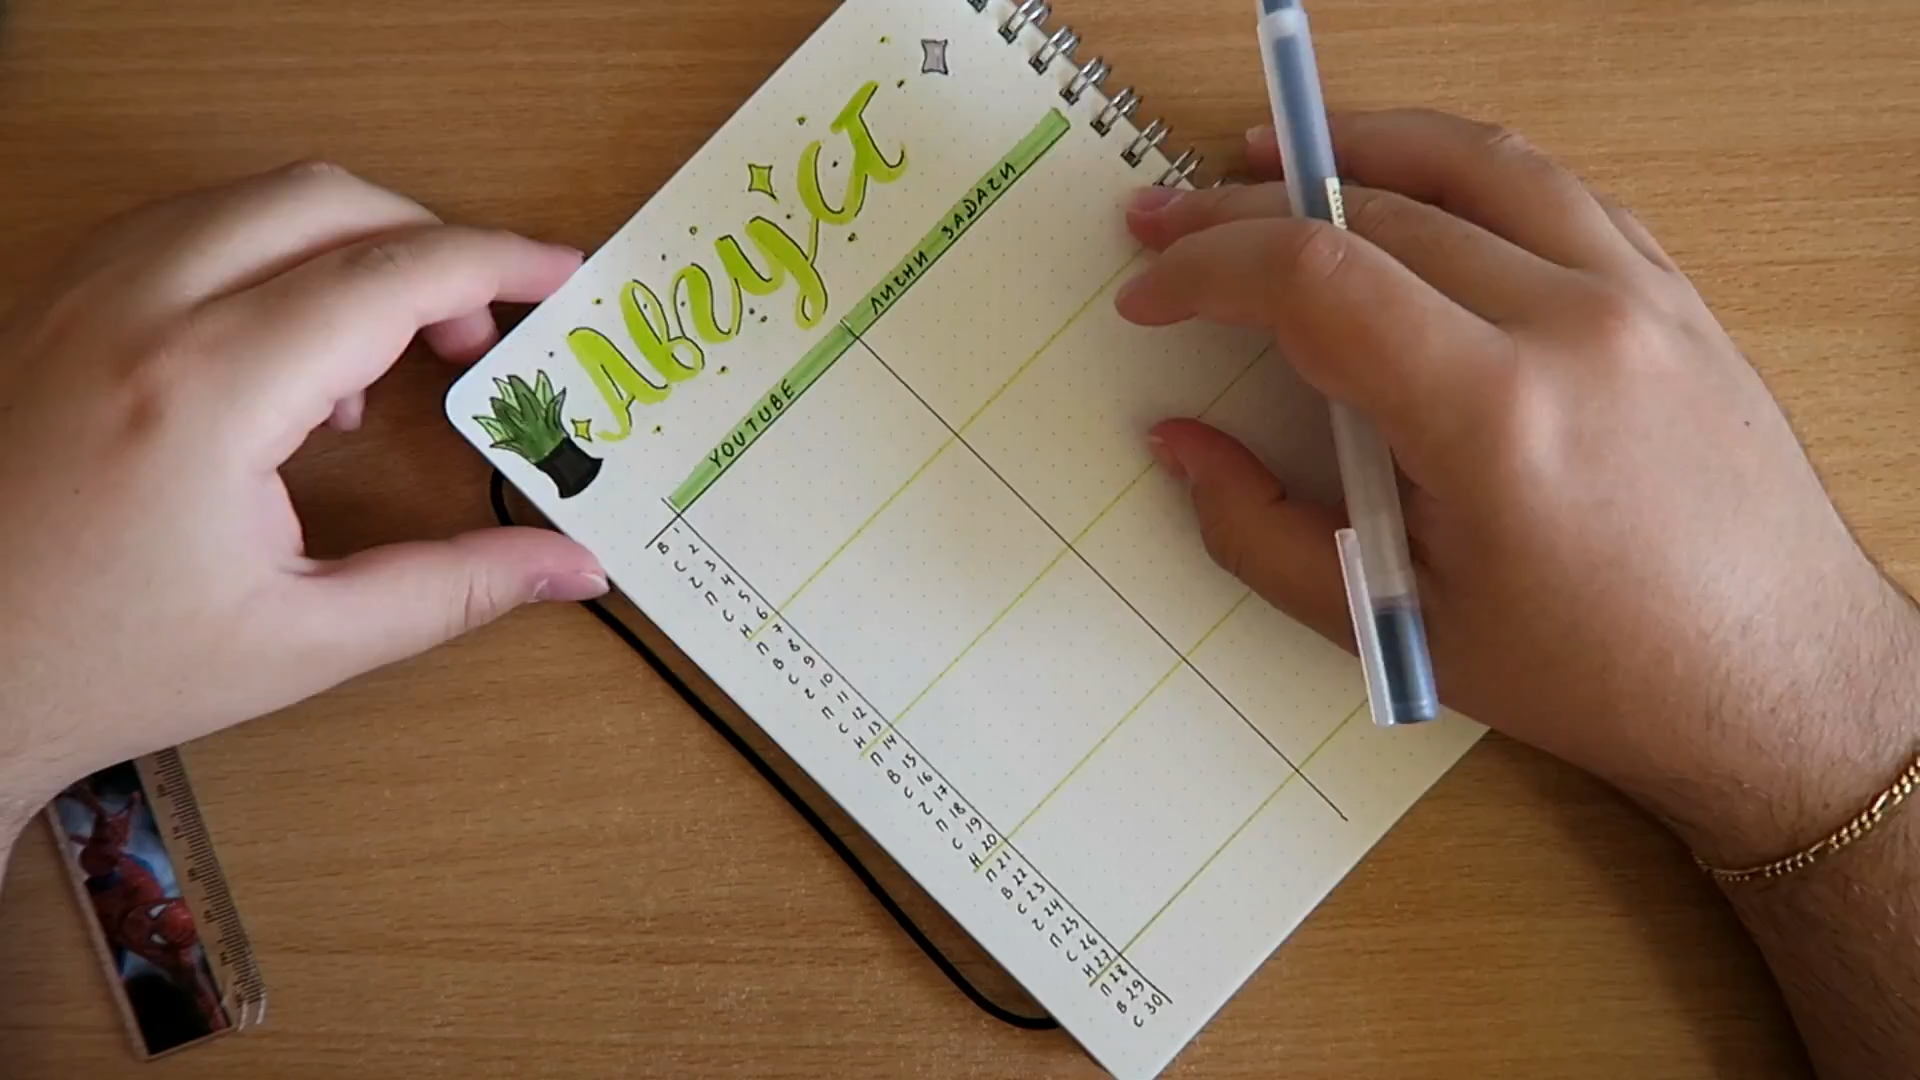 Август
YOUTUBE ЛИЧНИ ЗАДАЧИ
В 1
С 2
Ч 3
П 4
С 5
Н 6
П 7
В 8
С 9
Ч 10
П 11
С 12
Н 13
П 14
В 15
С 16
Ч 17
П 18
С 19
Н 20
П 21
В 22
С 23
Ч 24
П 25
С 26
Н 27
П 28
В 29
С 30